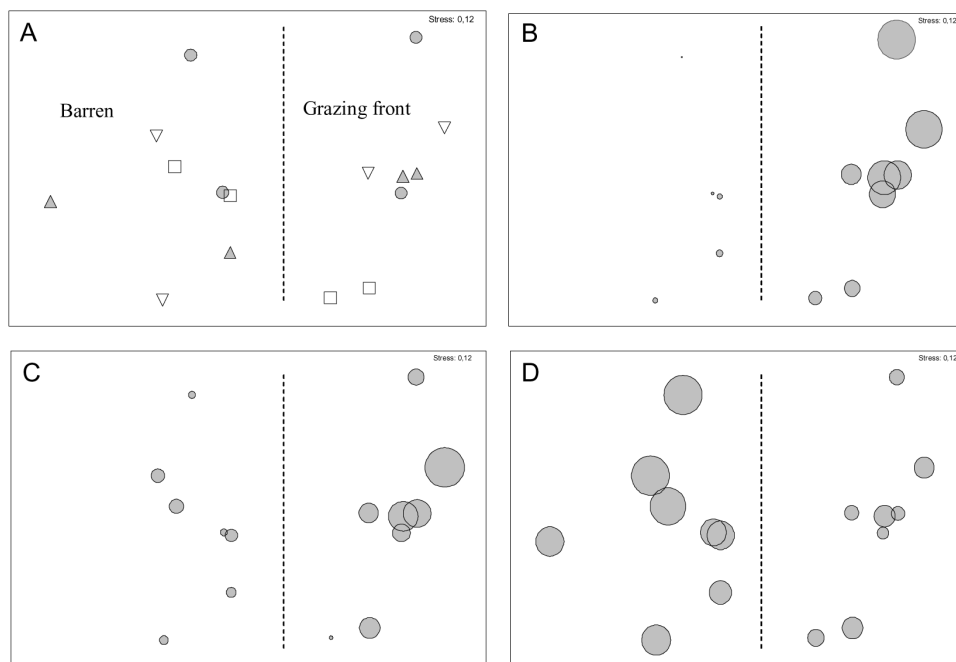 A
Stress: 0,12
Barren
Grazing front
B
Stress: 0,12
C
Stress: 0,12
D
Stress: 0,12